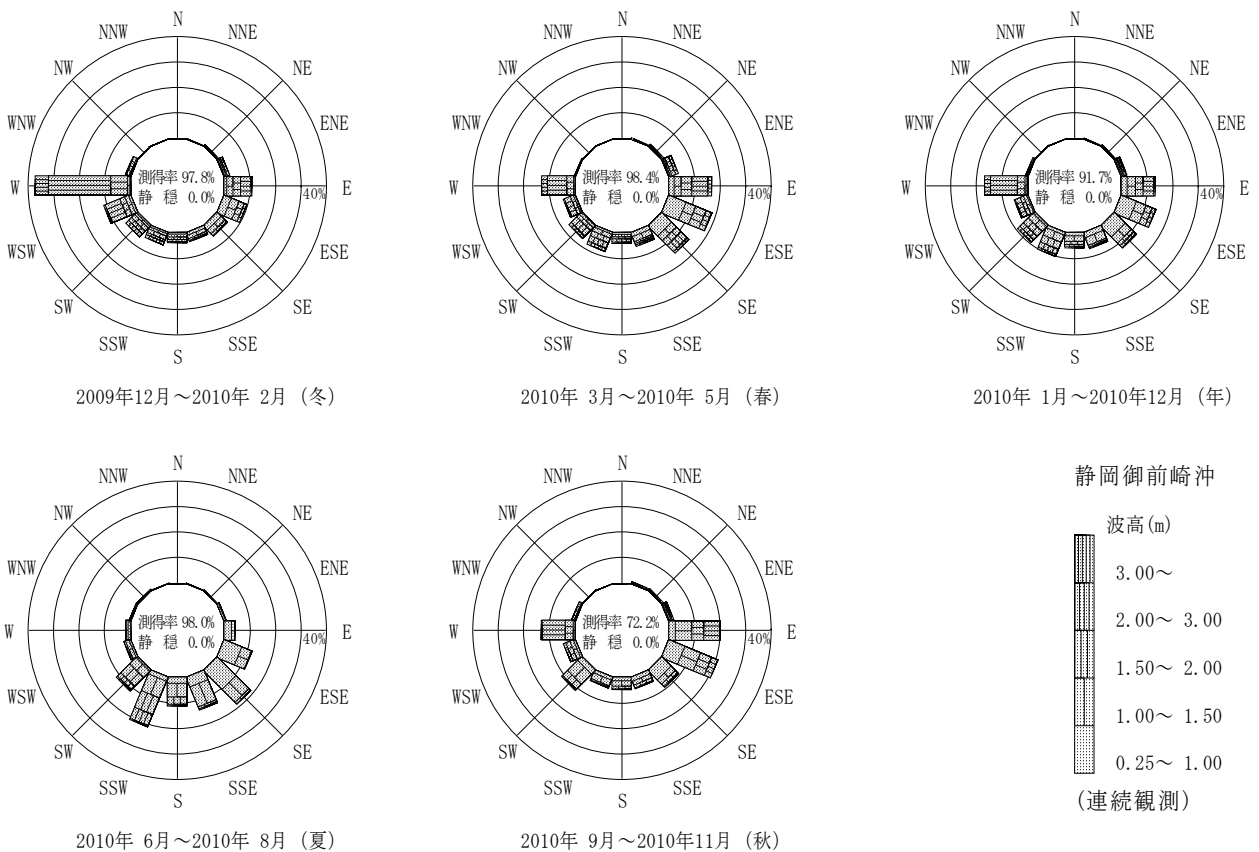 N
NNW
NNE
NW
NE
WNW
ENE
測得率 97.8%
W
静 穏 0.0%
40%
E
WSW
ESE
SW
SE
SSW
SSE
S
2009年12月～2010年 2月 (冬)
N
NNW
NNE
NW
NE
WNW
ENE
測得率 98.4%
W
静 穏 0.0%
40%
E
WSW
ESE
SW
SE
SSW
SSE
S
2010年 3月～2010年 5月 (春)
N
NNW
NNE
NW
NE
WNW
ENE
測得率 91.7%
W
静 穏 0.0%
40%
E
WSW
ESE
SW
SE
SSW
SSE
S
2010年 1月～2010年12月 (年)
N
NNW
NNE
NW
NE
WNW
ENE
測得率 98.0%
W
静 穏 0.0%
40%
E
WSW
ESE
SW
SE
SSW
SSE
S
2010年 6月～2010年 8月 (夏)
N
NNW
NNE
NW
NE
WNW
ENE
測得率 72.2%
W
静 穏 0.0%
40%
E
WSW
ESE
SW
SE
SSW
SSE
S
2010年 9月～2010年11月 (秋)
静岡御前崎沖
波高(m)
3.00～
2.00～ 3.00
1.50～ 2.00
1.00～ 1.50
0.25～ 1.00
(連続観測)